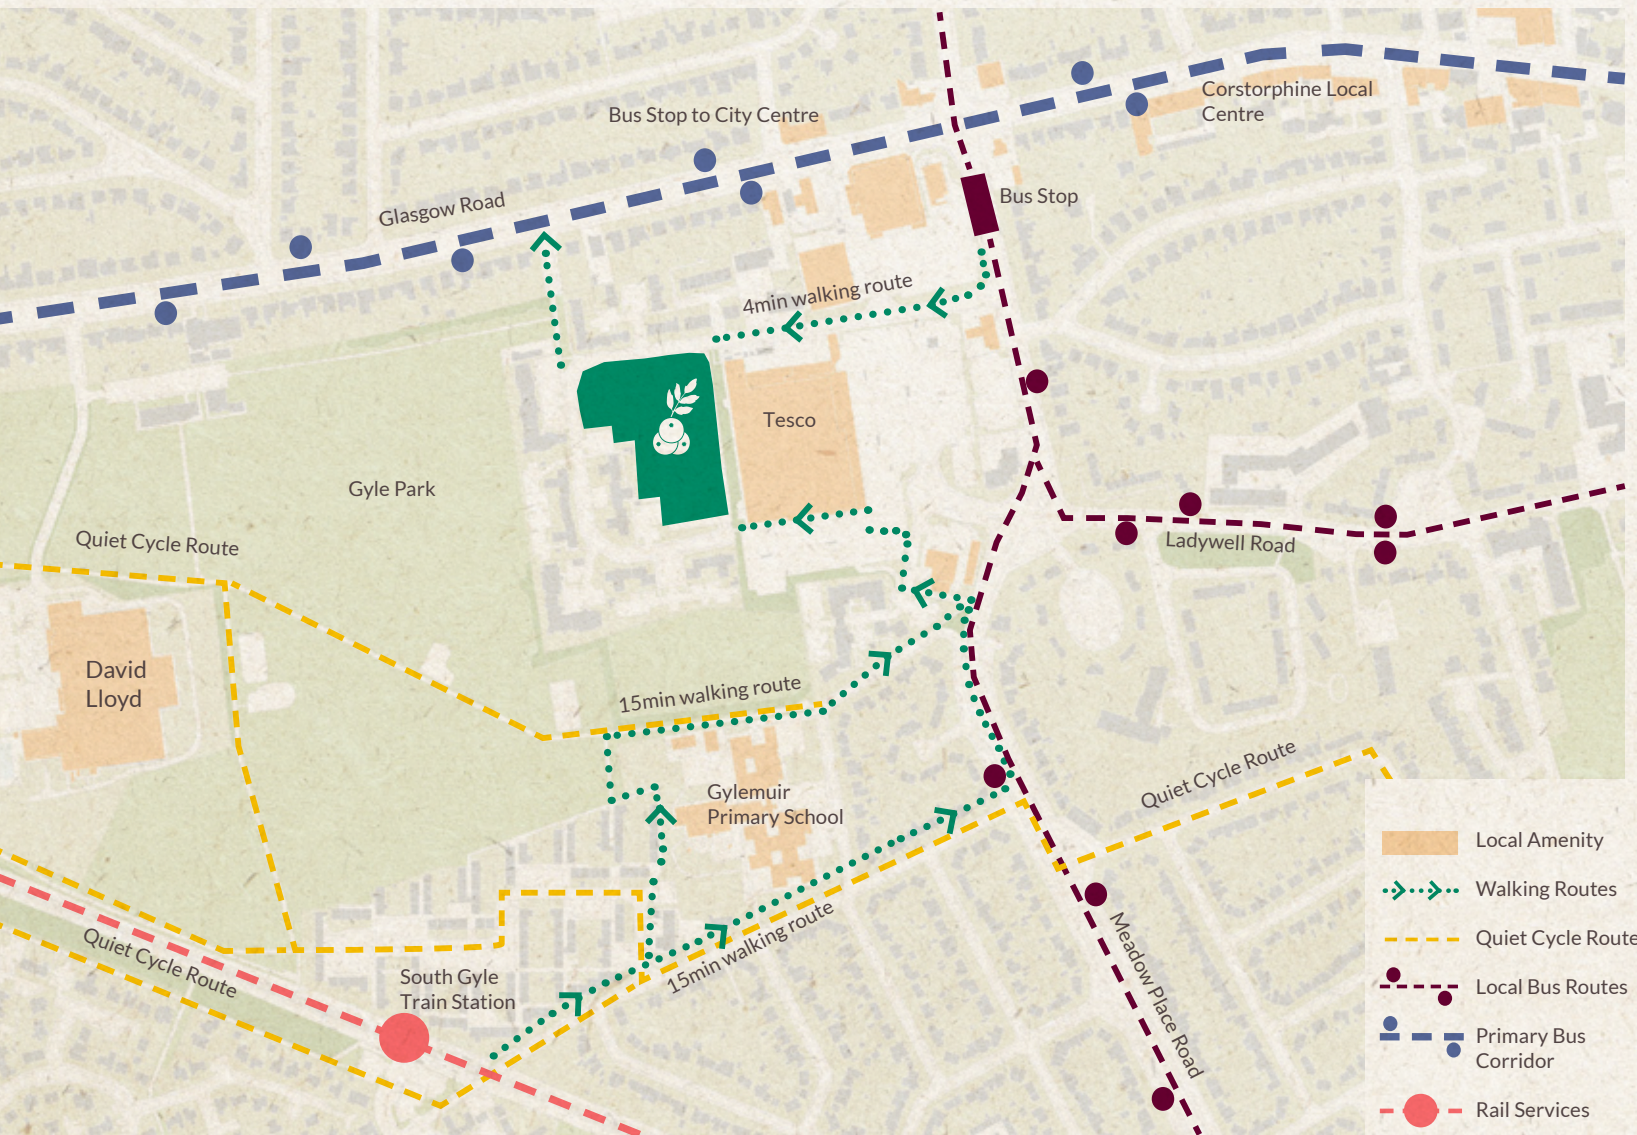 Corstorphine Local
Centre
Bus Stop to City Centre
Glasgow Road
Bus Stop
4min walking route
Tesco
Gyle Park
Quiet Cycle Route
Ladywell Road
David
Lloyd
15min walking route
Gylemuir
Primary School
Quiet Cycle Route
15min walking route
Quiet Cycle Route
South Gyle
Train Station
Meadow Place Road
Local Amenity
Walking Routes
Quiet Cycle Route
Local Bus Routes
Primary Bus
Corridor
Rail Services